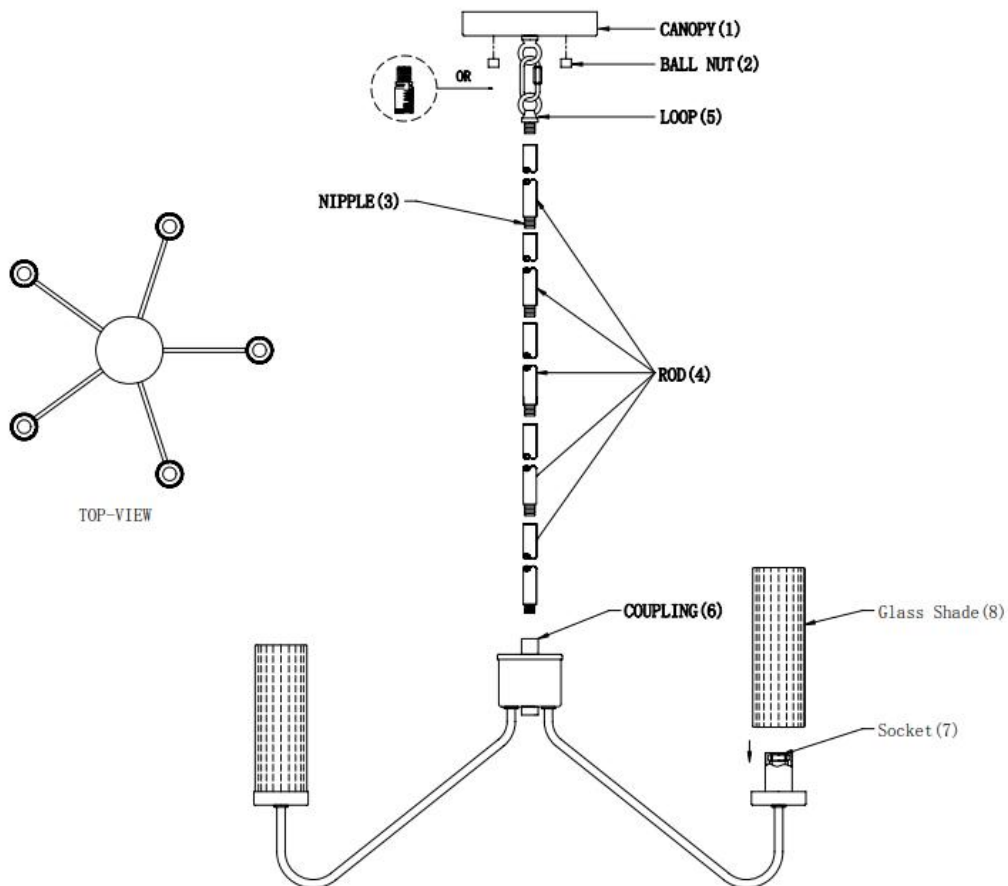 CANOPY(1)
BALL NUT(2)
OR
LOOP(5)
NIPPLE(3)
ROD(4)
TOP-VIEW
COUPLING(6)
Glass Shade(8)
Socket(7)